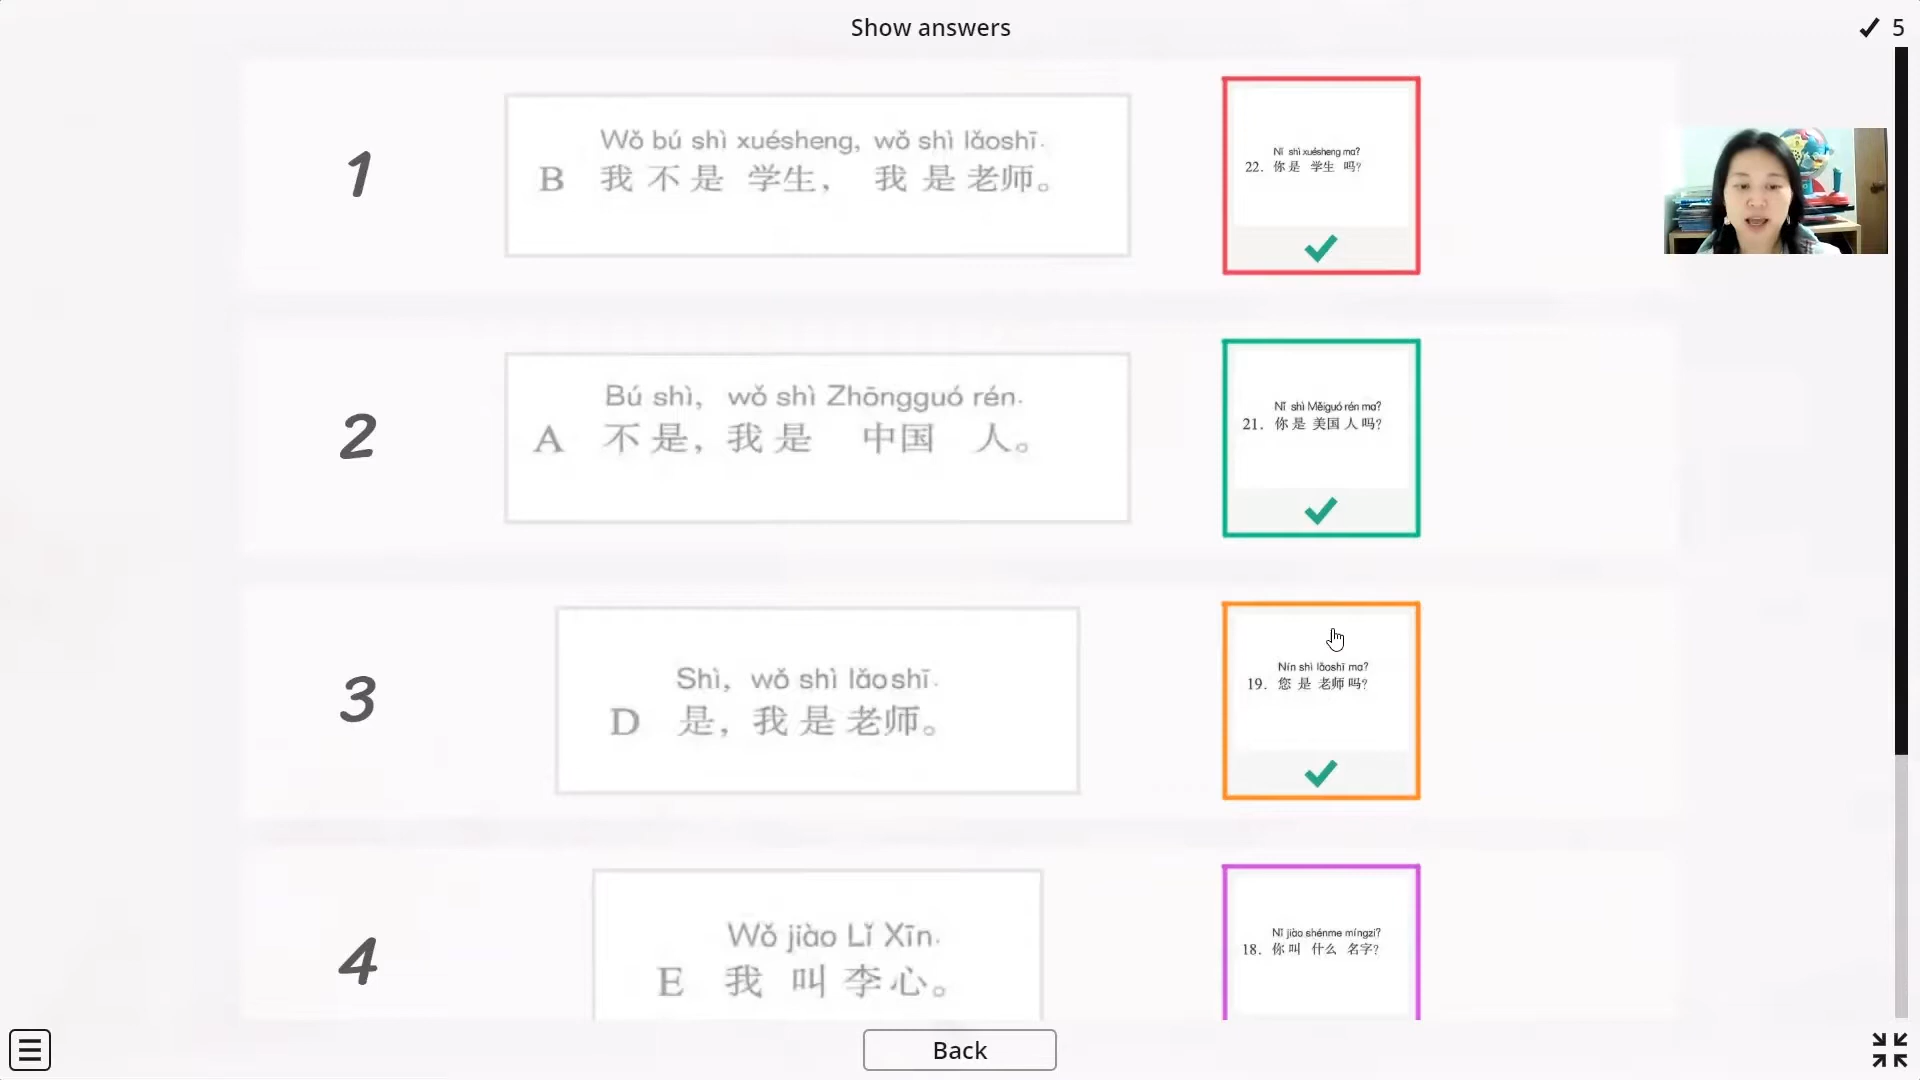 Show answers
✓ 5
1
Wǒ bú shì xuésheng, wǒ shì lǎoshī.
B 我 不 是 学生， 我 是 老师。
Nǐ shì xuésheng ma?
22. 你 是 学生 吗?
2
Bú shì, wǒ shì Zhōngguó rén.
A 不 是，我 是 中国 人。
Nǐ shì Měiguó rén ma?
21. 你 是 美国 人 吗?
3
Shì, wǒ shì lǎoshī.
D 是，我 是 老师。
Nín shì lǎoshī ma?
19. 您 是 老师 吗?
4
Wǒ jiào Lǐ Xīn.
E 我 叫 李 心。
Nǐ jiào shénme míngzi?
18. 你 叫 什么 名字?
Back